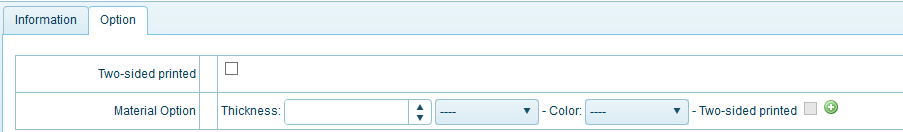 Information Option
Two-sided printed
Material Option Thickness: ---- - Color: ---- - Two-sided printed